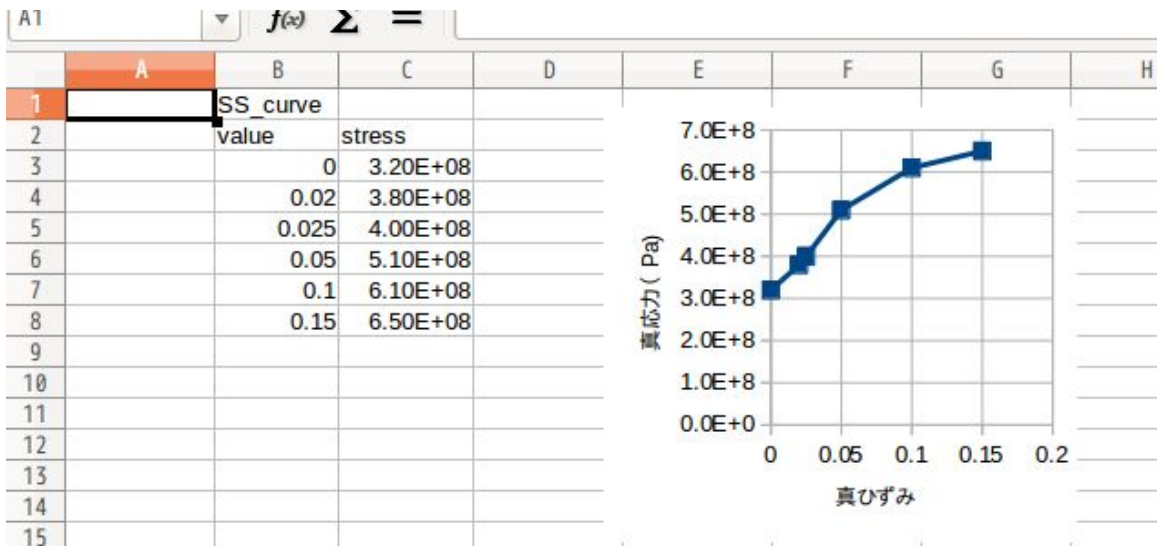 A1 f(x) Σ =
A B C D E F G H
1 SS_curve
2 value stress
3 0 3.20E+08
4 0.02 3.80E+08
5 0.025 4.00E+08
6 0.05 5.10E+08
7 0.1 6.10E+08
8 0.15 6.50E+08
9
10
11
12
13
14
15
7.0E+8
6.0E+8
5.0E+8
4.0E+8
3.0E+8
2.0E+8
1.0E+8
0.0E+0
真応力( Pa)
0 0.05 0.1 0.15 0.2
真ひずみ